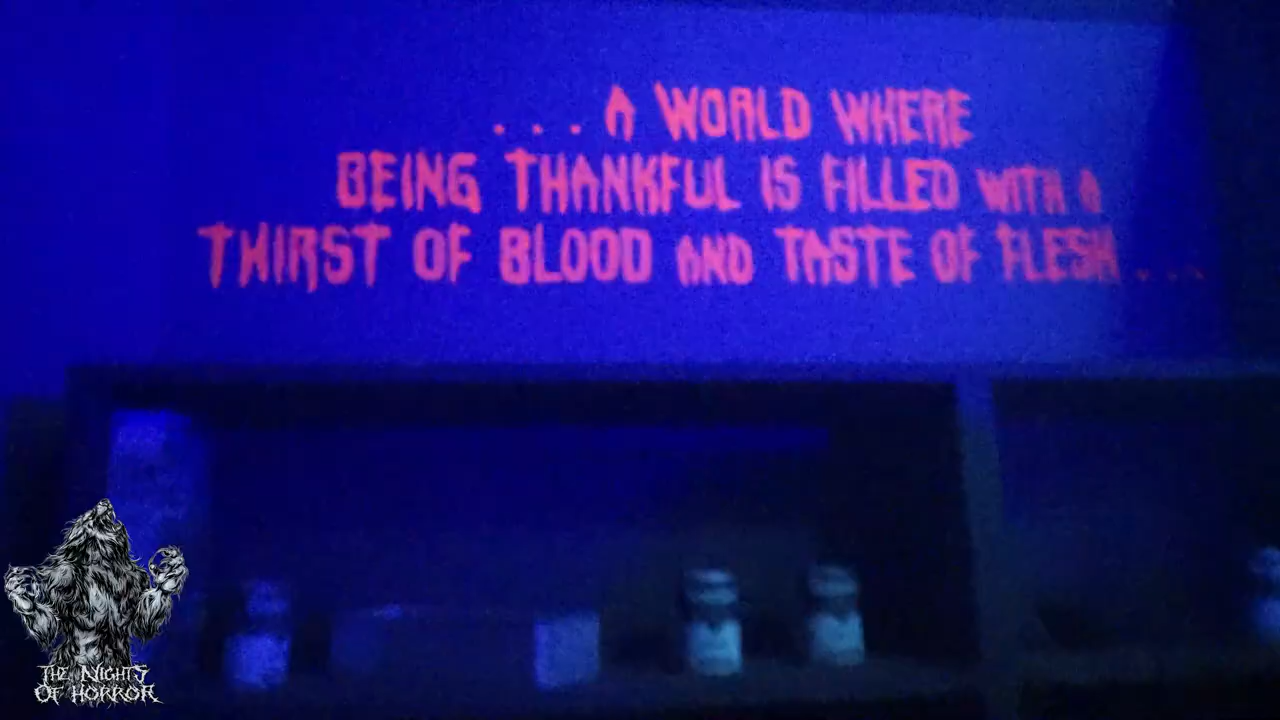 ... A WORLD WHERE
BEING THANKFUL IS FILLED WITH A
THIRST OF BLOOD AND TASTE OF FLESH ...
THE NIGHTS
OF HORROR